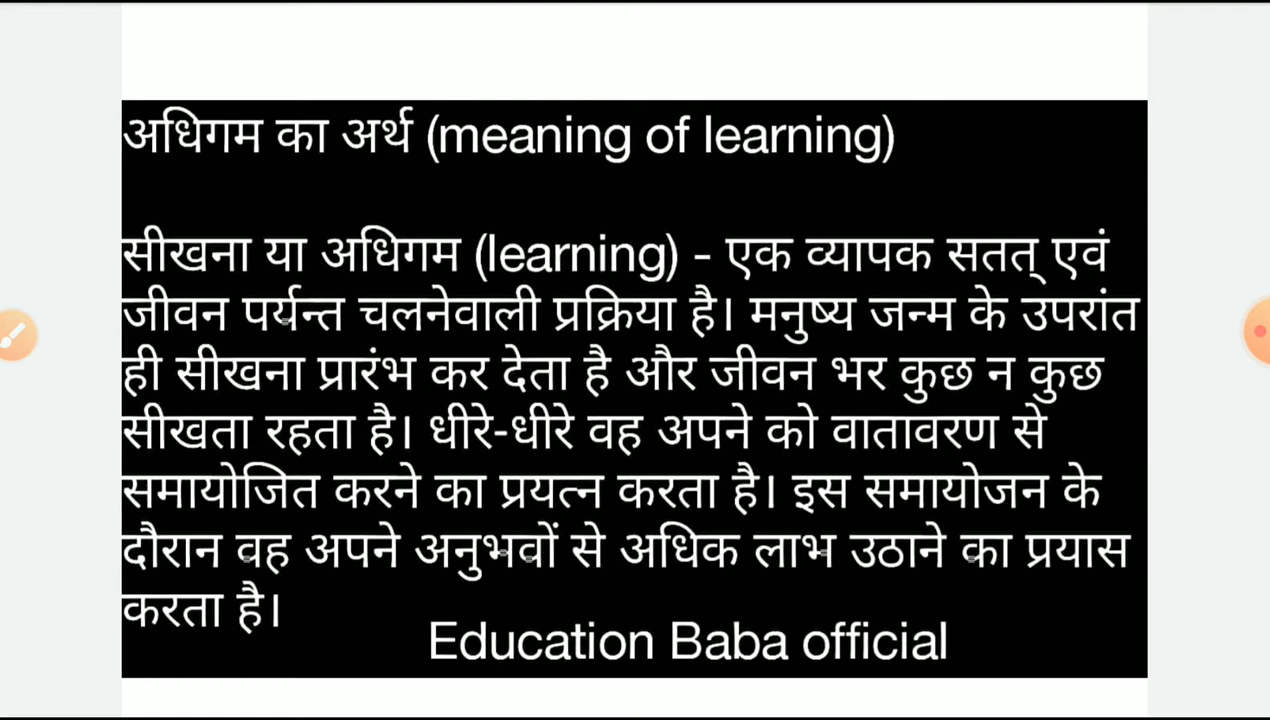 अधिगम का अर्थ (meaning of learning)
सीखना या अधिगम (learning) - एक व्यापक सतत् एवं
जीवन पर्यन्त चलनेवाली प्रक्रिया है। मनुष्य जन्म के उपरांत
ही सीखना प्रारंभ कर देता है और जीवन भर कुछ न कुछ
सीखता रहता है। धीरे-धीरे वह अपने को वातावरण से
समायोजित करने का प्रयत्न करता है। इस समायोजन के
दौरान वह अपने अनुभवों से अधिक लाभ उठाने का प्रयास
करता है।
Education Baba official